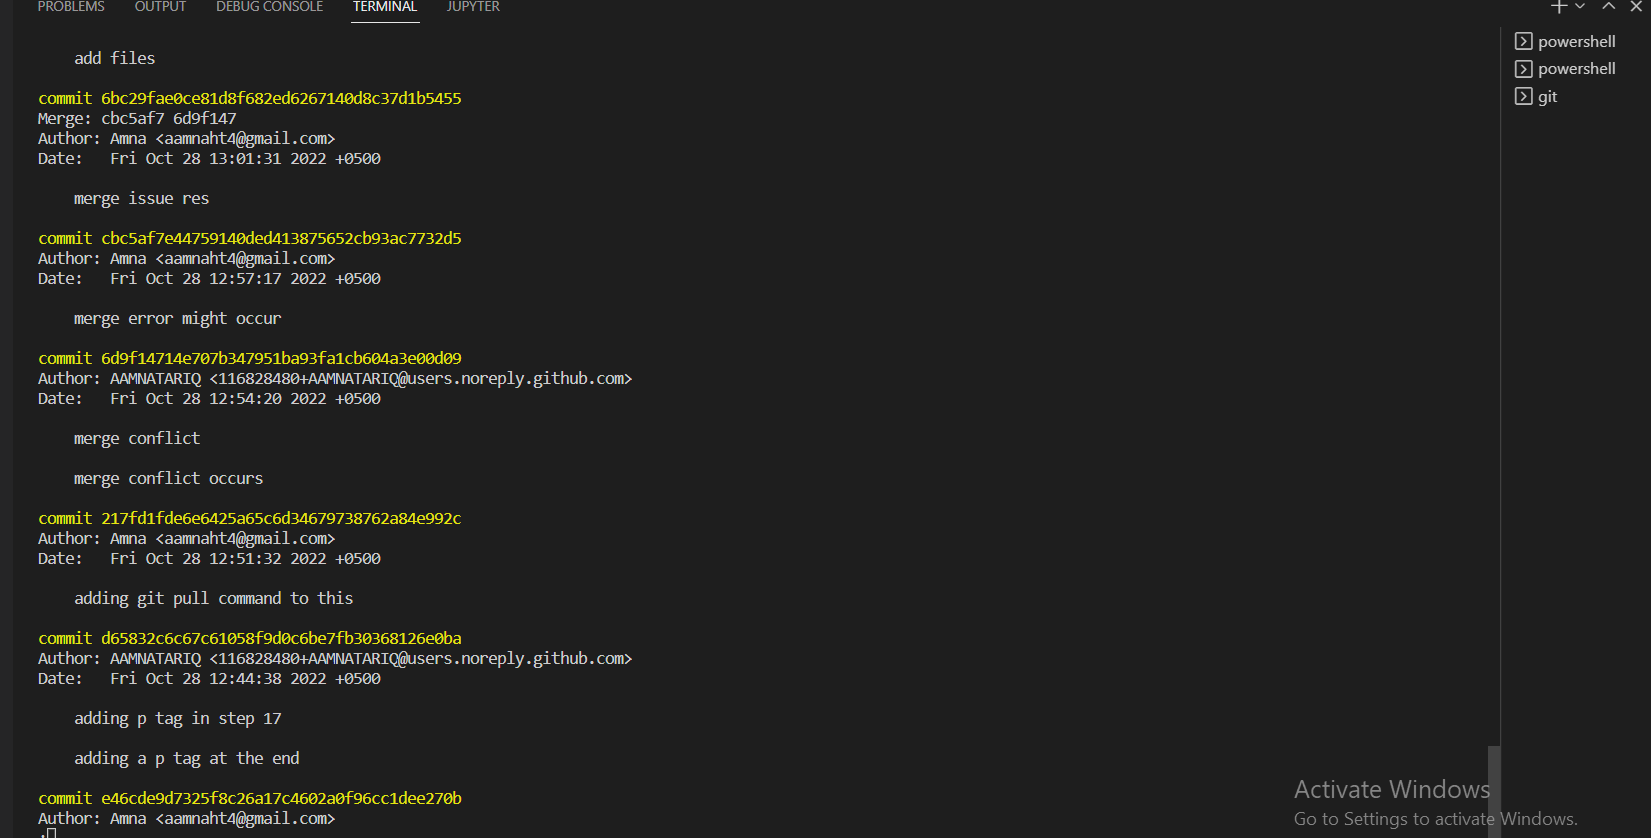 PROBLEMS OUTPUT DEBUG CONSOLE TERMINAL JUPYTER
powershell
powershell
git
add files
commit 6bc29fae0ce81d8f682ed6267140d8c37d1b5455
Merge: cbc5af7 6d9f147
Author: Amna <aamnaht4@gmail.com>
Date:   Fri Oct 28 13:01:31 2022 +0500
merge issue res
commit cbc5af7e44759140ded413875652cb93ac7732d5
Author: Amna <aamnaht4@gmail.com>
Date:   Fri Oct 28 12:57:17 2022 +0500
merge error might occur
commit 6d9f14714e707b347951ba93fa1cb604a3e00d09
Author: AAMNATARIQ <116828480+AAMNATARIQ@users.noreply.github.com>
Date:   Fri Oct 28 12:54:20 2022 +0500
merge conflict
merge conflict occurs
commit 217fd1fde6e6425a65c6d34679738762a84e992c
Author: Amna <aamnaht4@gmail.com>
Date:   Fri Oct 28 12:51:32 2022 +0500
adding git pull command to this
commit d65832c6c67c61058f9d0c6be7fb30368126e0ba
Author: AAMNATARIQ <116828480+AAMNATARIQ@users.noreply.github.com>
Date:   Fri Oct 28 12:44:38 2022 +0500
adding p tag in step 17
adding a p tag at the end
commit e46cde9d7325f8c26a17c4602a0f96cc1dee270b
Author: Amna <aamnaht4@gmail.com>
:
Activate Windows
Go to Settings to activate Windows.